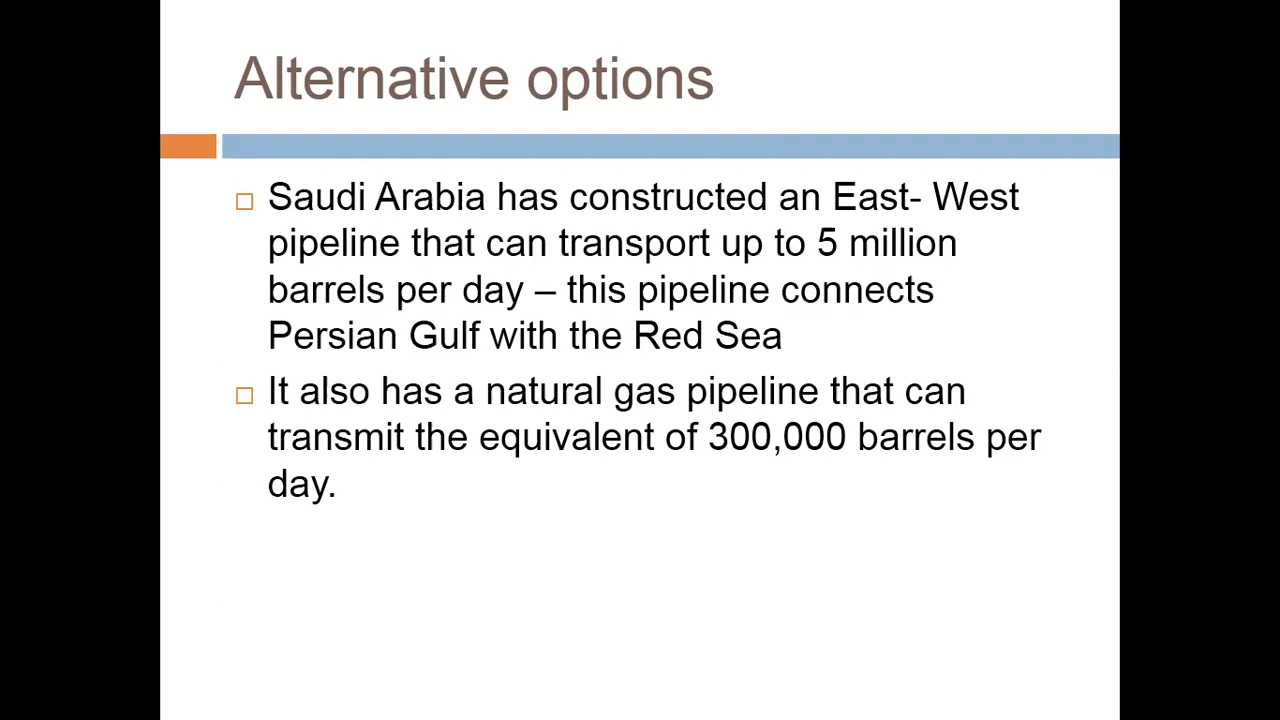 Alternative options
Saudi Arabia has constructed an East- West
pipeline that can transport up to 5 million
barrels per day – this pipeline connects
Persian Gulf with the Red Sea
It also has a natural gas pipeline that can
transmit the equivalent of 300,000 barrels per
day.